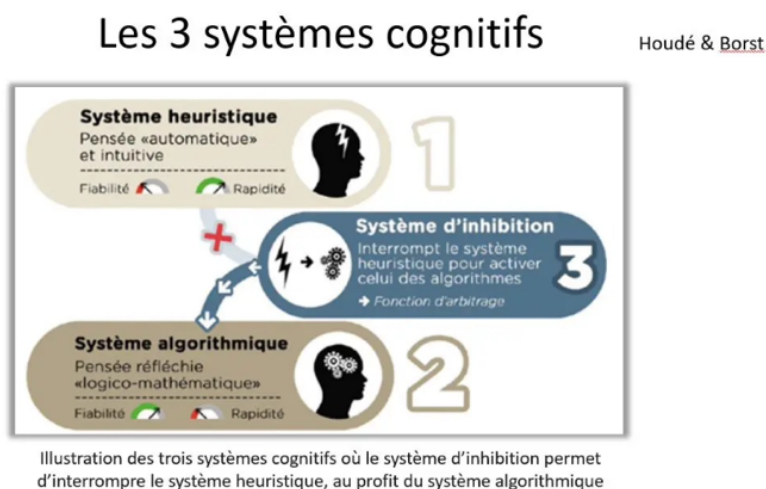 Les 3 systèmes cognitifs
Houdé & Borst
Système heuristique
Pensée «automatique»
et intuitive
Fiabilité Rapidité
1
Système d'inhibition
Interrompt le système
heuristique pour activer
celui des algorithmes
→ Fonction d'arbitrage
3
Système algorithmique
Pensée réfléchie
«logico-mathématique»
Fiabilité Rapidité
2
Illustration des trois systèmes cognitifs où le système d'inhibition permet
d'interrompre le système heuristique, au profit du système algorithmique